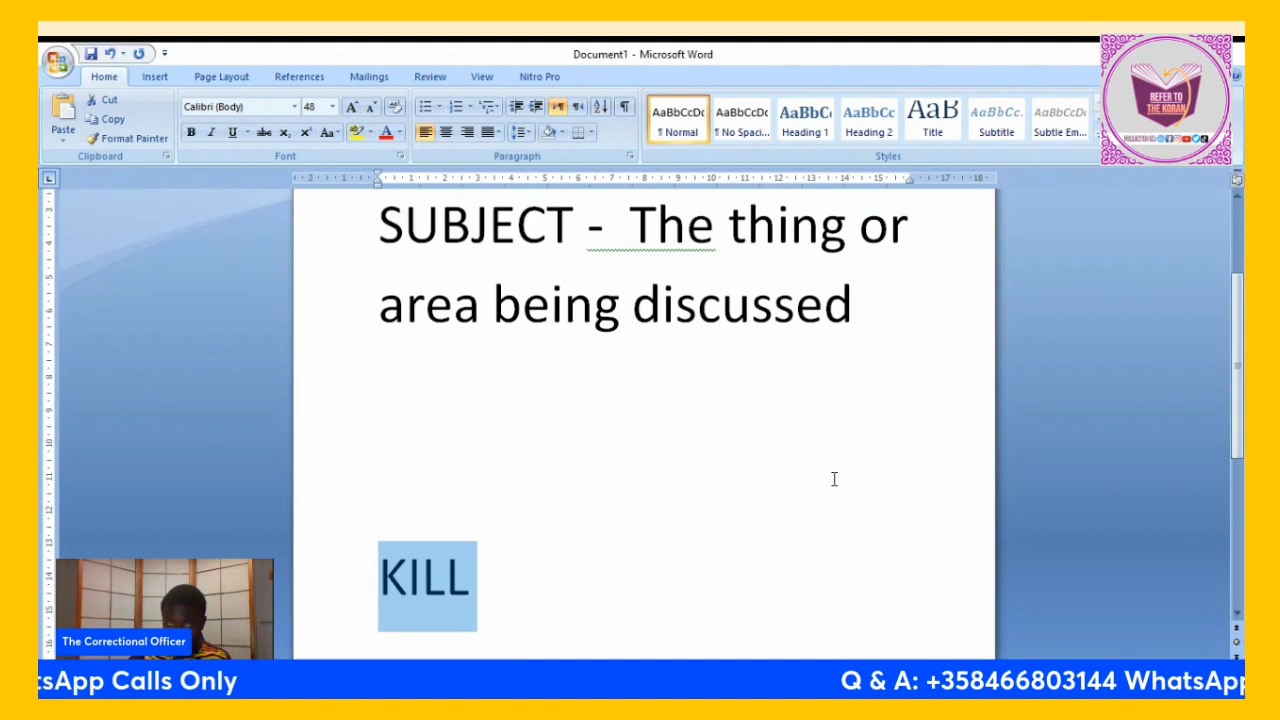 Document1 - Microsoft Word
Home Insert Page Layout References Mailings Review View Nitro Pro
Cut
Copy
Format Painter
Paste
Clipboard
Calibri (Body) 48
Font
Paragraph
AaBbCcDc AaBbCcDc AaBbC AaBbCc AaB AaBbCc. AaBbCcDc
¶ Normal ¶ No Spaci... Heading 1 Heading 2 Title Subtitle Subtle Em...
Styles
REFER TO
THE KORAN
SUBJECT - The thing or
area being discussed
KILL
The Correctional Officer
tsApp Calls Only Q & A: +358466803144 WhatsApp